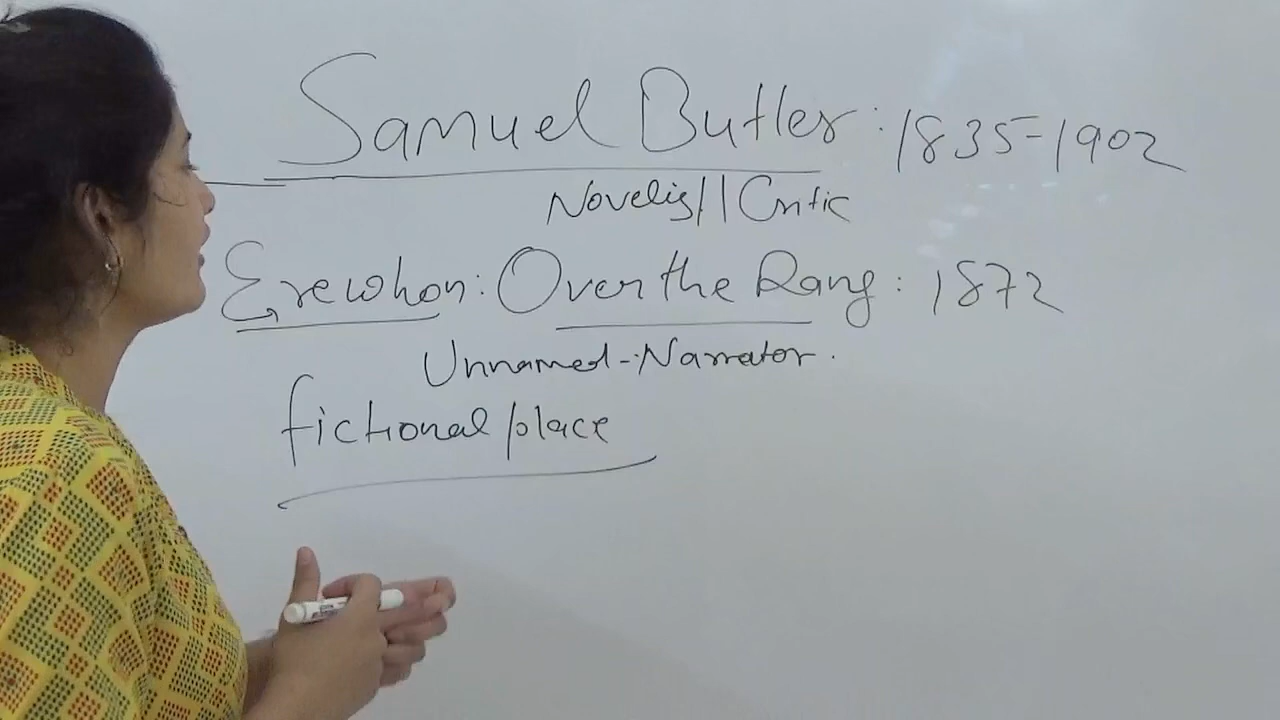 Samuel Butler: 1835-1902
Novelist/Critic
Erewhon: Over the Rang: 1872
Unnamed-Narrator.
fictional place